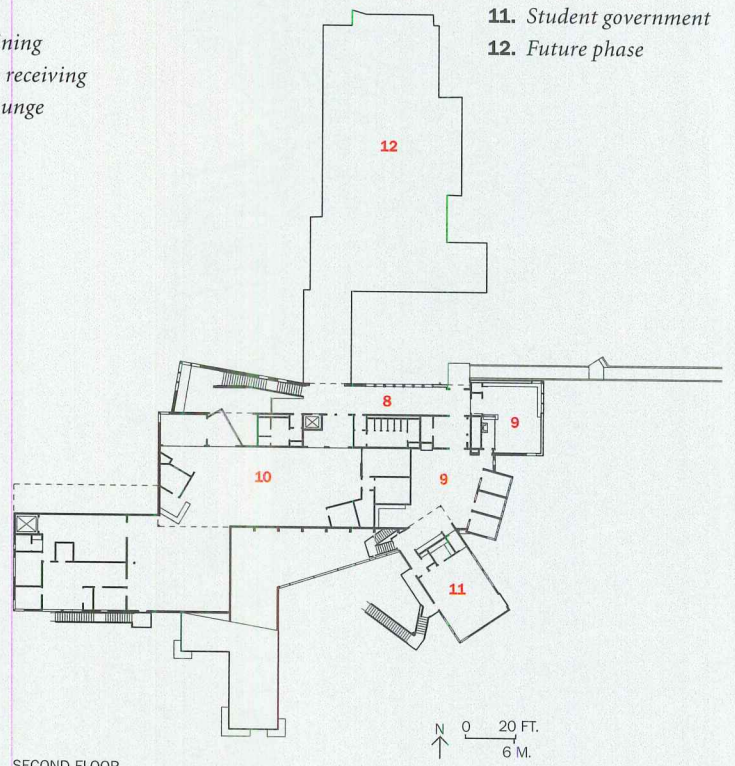 11. Student government
12. Future phase
receiving
12
8
9
10
9
11
N 0 20 FT.
6 M.
SECOND FLOOR